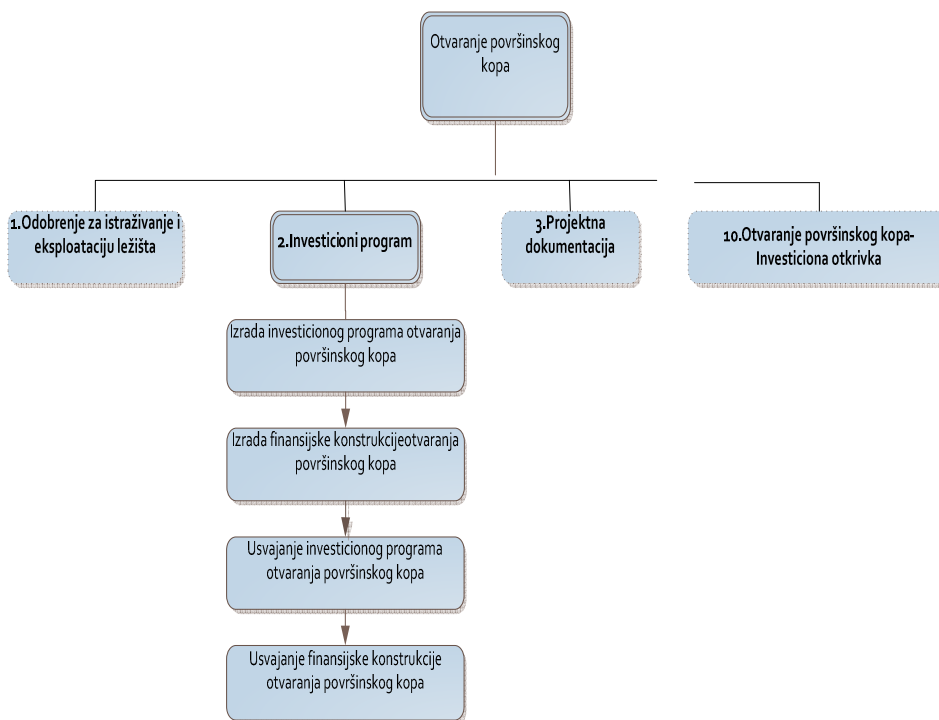 Otvaranje površinskog
kopa
1.Odobrenje za istraživanje i
eksploataciju ležišta
2.Investicioni program
3.Projektna
dokumentacija
10.Otvaranje površinskog kopa-
Investiciona otkrivka
Izrada investicionog programa otvaranja
površinskog kopa
Izrada finansijske konstrukcijeotvaranja
površinskog kopa
Usvajanje investicionog programa
otvaranja površinskog kopa
Usvajanje finansijske konstrukcije
otvaranja površinskog kopa